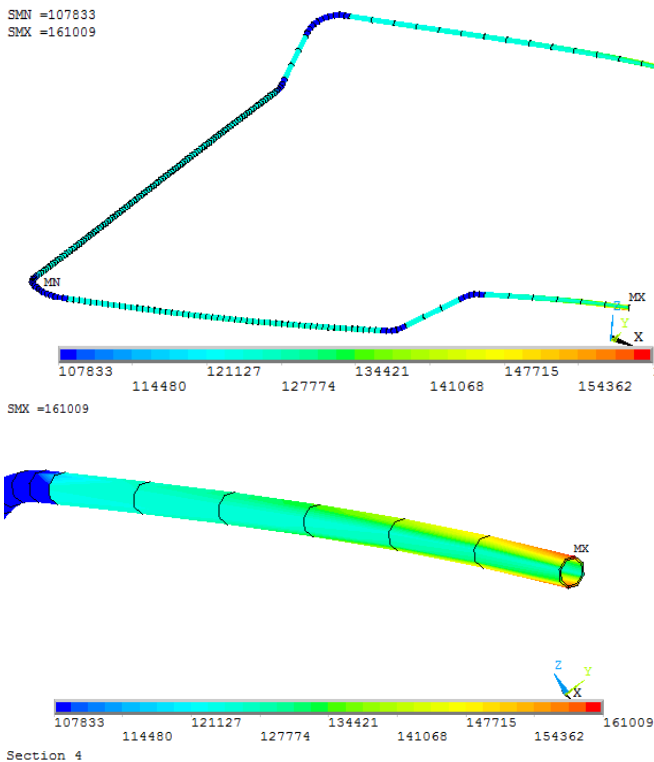 SMN =107833
SMX =161009
MN
MX
Z
Y
X
107833 121127 134421 147715
114480 127774 141068 154362
SMX =161009
MX
Z Y
X
107833 121127 134421 147715 161009
114480 127774 141068 154362
Section 4